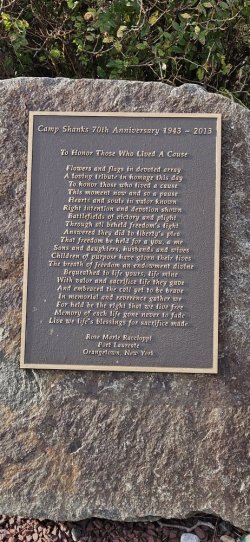 Camp Shanks 70th Anniversary 1943 - 2013
To Honor Those Who Lived A Cause
Flowers and flags in devoted array
A loving tribute in homage this day
To honor those who lived a cause
This moment now and so a pause
Hearts and souls in valor known
Right intention and devotion shown
Battlefields of victory and plight
Through all beheld freedom's light
Answered they did to liberty's plea
That freedom be held for you, a me
Sons and daughters, husbands and wives
Children of purpose have given their lives
The breath of freedom an endowment divine
Bequeathed to life yours, life mine
With valor and sacrifice life they gave
And embraced the call yet to be brave
In memorial and reverence gather we
For held be the right that we live free
Memory of each life gone never to fade
Live we life's blessings for sacrifice made
Rose Marie Raccioppi
Poet Laureate
Orangetown, New York